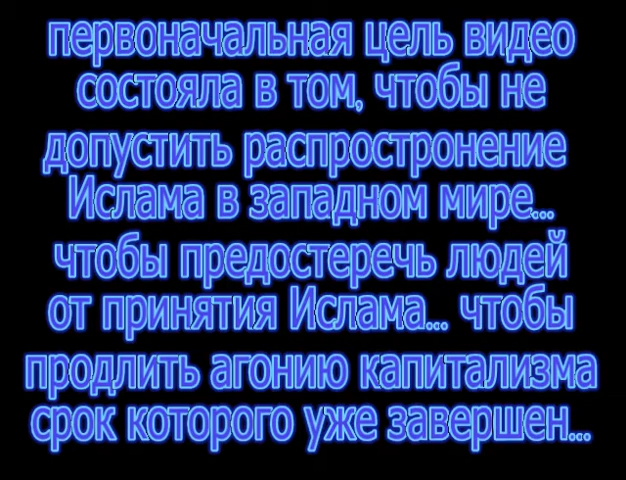 первоначальная цель видео
состояла в том, чтобы не
допустить распростронение
Ислама в западном мире...
чтобы предостеречь людей
от принятия Ислама... чтобы
продлить агонию капитализма
срок которого уже завершен...